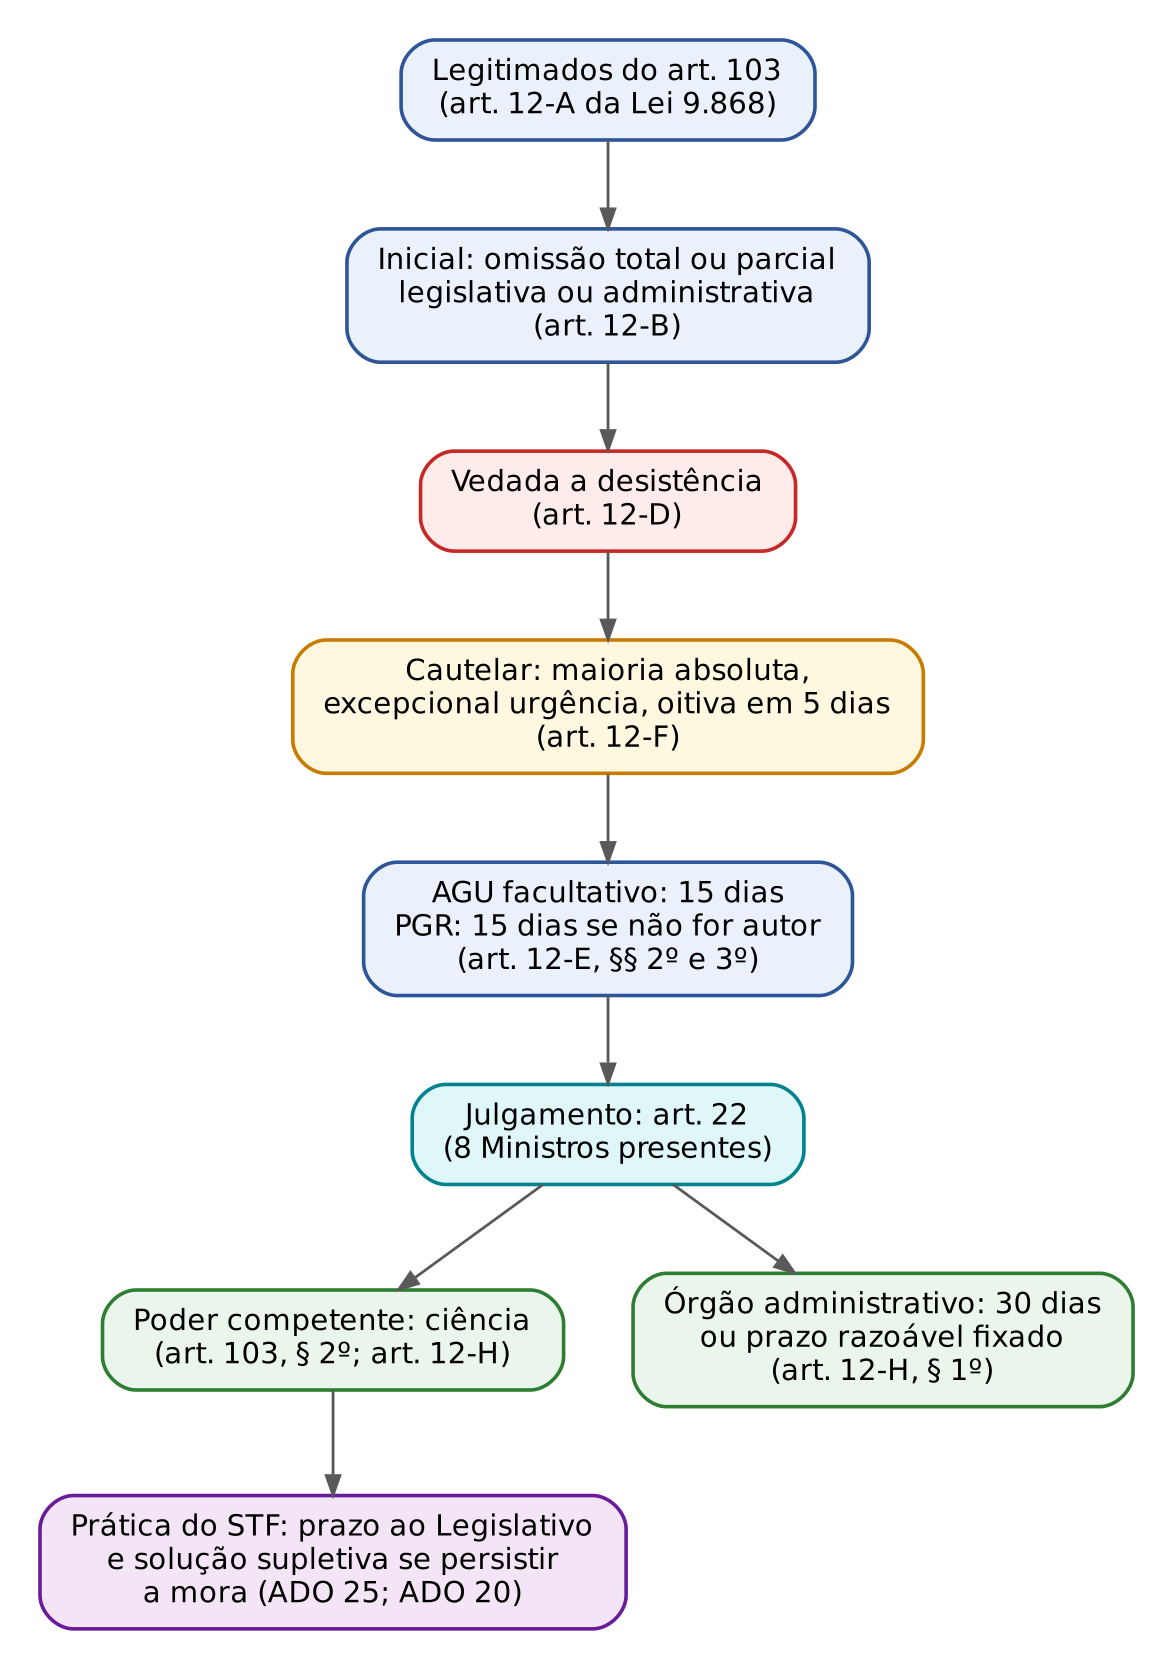 Legitimados do art. 103
(art. 12-A da Lei 9.868)
Inicial: omissão total ou parcial
legislativa ou administrativa
(art. 12-B)
Vedada a desistência
(art. 12-D)
Cautelar: maioria absoluta,
excepcional urgência, oitiva em 5 dias
(art. 12-F)
AGU facultativo: 15 dias
PGR: 15 dias se não for autor
(art. 12-E, §§ 2º e 3º)
Julgamento: art. 22
(8 Ministros presentes)
Poder competente: ciência
(art. 103, § 2º; art. 12-H)
Órgão administrativo: 30 dias
ou prazo razoável fixado
(art. 12-H, § 1º)
Prática do STF: prazo ao Legislativo
e solução supletiva se persistir
a mora (ADO 25; ADO 20)